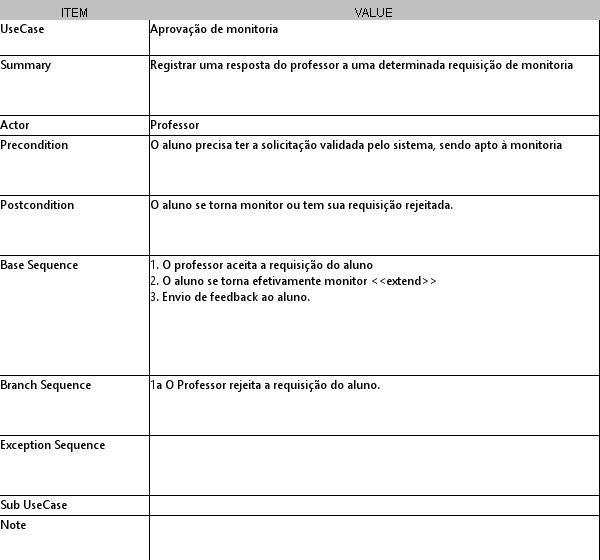 ITEM VALUE
UseCase Aprovação de monitoria
Summary Registrar uma resposta do professor a uma determinada requisição de monitoria
Actor Professor
Precondition O aluno precisa ter a solicitação validada pelo sistema, sendo apto à monitoria
Postcondition O aluno se torna monitor ou tem sua requisição rejeitada.
Base Sequence 1. O professor aceita a requisição do aluno
2. O aluno se torna efetivamente monitor <<extend>>
3. Envio de feedback ao aluno.
Branch Sequence 1a O Professor rejeita a requisição do aluno.
Exception Sequence
Sub UseCase
Note